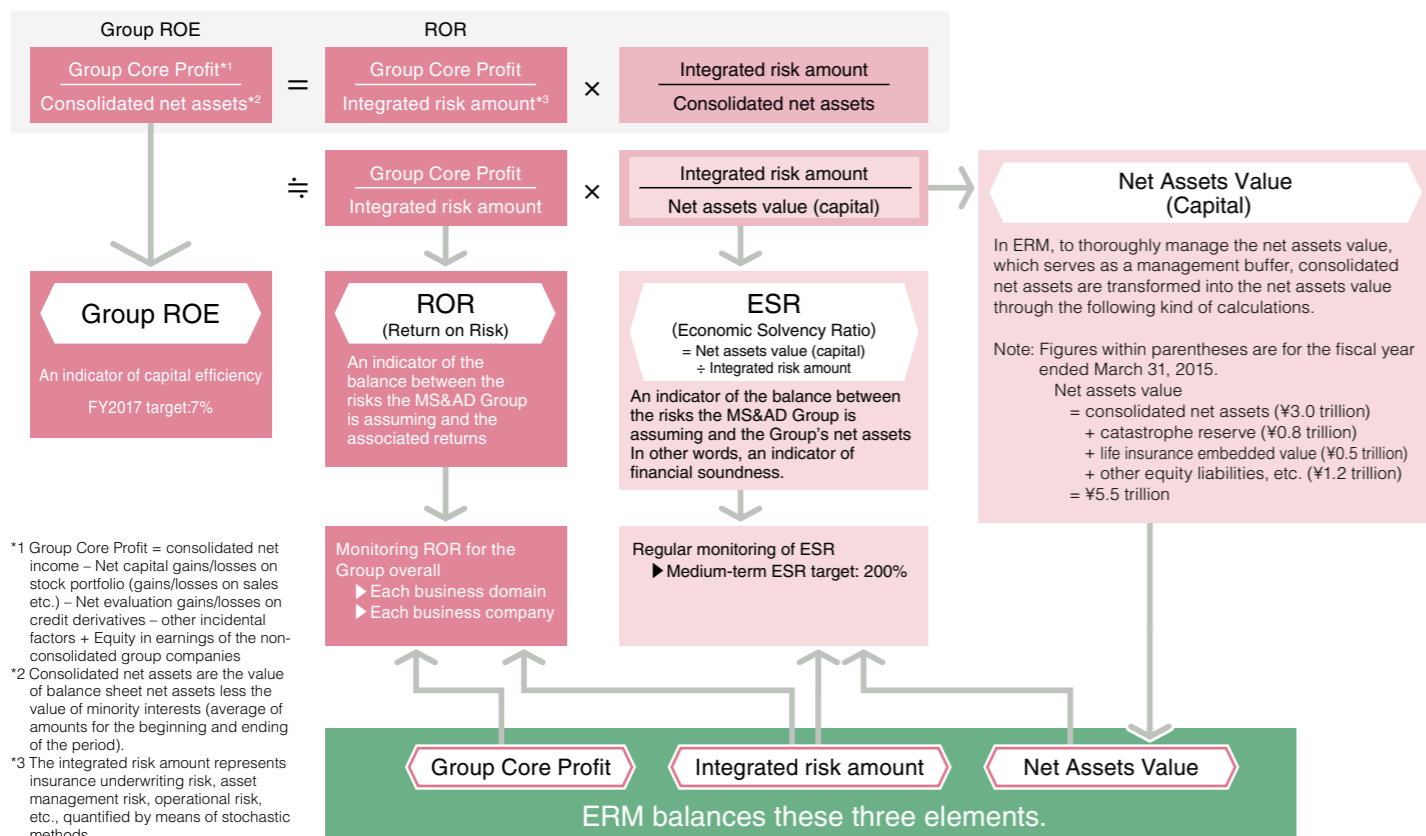 Group ROE
ROR
Group Core Profit*1
Consolidated net assets*2
=
Group Core Profit
Integrated risk amount*3
×
Integrated risk amount
Consolidated net assets
≒
Group Core Profit
Integrated risk amount
×
Integrated risk amount
Net assets value (capital)
Group ROE
An indicator of capital efficiency
FY2017 target:7%
ROR
(Return on Risk)
An indicator of the
balance between the
risks the MS&AD Group
is assuming and the
associated returns
ESR
(Economic Solvency Ratio)
= Net assets value (capital)
÷ Integrated risk amount
An indicator of the balance between
the risks the MS&AD Group is
assuming and the Group’s net assets
In other words, an indicator of
financial soundness.
Net Assets Value
(Capital)
In ERM, to thoroughly manage the net assets value,
which serves as a management buffer, consolidated
net assets are transformed into the net assets value
through the following kind of calculations.
Note: Figures within parentheses are for the fiscal year
ended March 31, 2015.
Net assets value
= consolidated net assets (¥3.0 trillion)
+ catastrophe reserve (¥0.8 trillion)
+ life insurance embedded value (¥0.5 trillion)
+ other equity liabilities, etc. (¥1.2 trillion)
= ¥5.5 trillion
Monitoring ROR for the
Group overall
▶ Each business domain
▶ Each business company
Regular monitoring of ESR
▶ Medium-term ESR target: 200%
*1 Group Core Profit = consolidated net
income – Net capital gains/losses on
stock portfolio (gains/losses on sales
etc.) – Net evaluation gains/losses on
credit derivatives – other incidental
factors + Equity in earnings of the non-
consolidated group companies
*2 Consolidated net assets are the value
of balance sheet net assets less the
value of minority interests (average of
amounts for the beginning and ending
of the period).
*3 The integrated risk amount represents
insurance underwriting risk, asset
management risk, operational risk,
etc., quantified by means of stochastic
methods
Group Core Profit
Integrated risk amount
Net Assets Value
ERM balances these three elements.